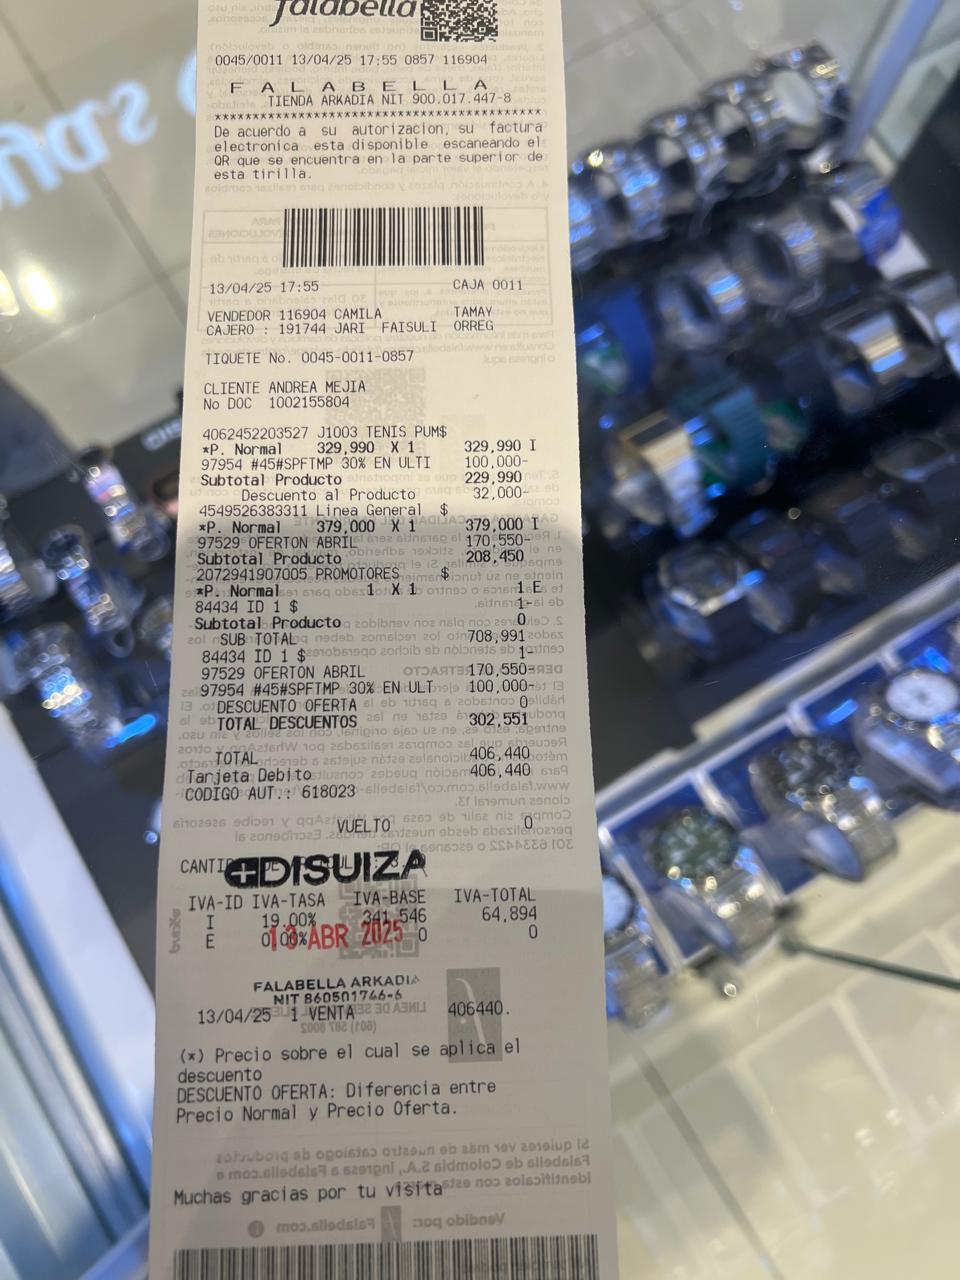 falabella
0045/0011 13/04/25 17:55 0857 116904
F A L A B E L L A
TIENDA ARKADIA NIT 900.017.447-8
******************************************
De acuerdo a su autorizacion, su factura
electronica esta disponible escaneando el
QR que se encuentra en la parte superior de
esta tirilla.
13/04/25 17:55 CAJA 0011
VENDEDOR 116904 CAMILA TAMAY
CAJERO : 191744 JARI FAISULI ORREG
TIQUETE No. 0045-0011-0857
CLIENTE ANDREA MEJIA
No DOC 1002155804
4062452203527 J1003 TENIS PUM$
*P. Normal 329,990 X 1 329,990 I
97954 #45#SPFTMP 30% EN ULTI 100,000-
Subtotal Producto 229,990
Descuento al Producto 32,000-
4549526383311 Linea General $
*P. Normal 379,000 X 1 379,000 I
97529 OFERTON ABRIL 170,550-
Subtotal Producto 208,450
2072941907005 PROMOTORES $
*P. Normal 1 X 1 1 E
84434 ID 1 $ 1-
Subtotal Producto 0
SUB TOTAL 708,991
84434 ID 1 $ 1-
97529 OFERTON ABRIL 170,550-
97954 #45#SPFTMP 30% EN ULT 100,000-
DESCUENTO OFERTA 0
TOTAL DESCUENTOS 302,551
TOTAL 406,440
Tarjeta Debito 406,440
CODIGO AUT.: 618023
VUELTO 0
CANTI
DISUIZA
IVA-ID IVA-TASA IVA-BASE IVA-TOTAL
I 19.00% 341,546 64,894
E 0.00% 0 0
13 ABR 2025
FALABELLA ARKADIA
NIT 860501746-6
13/04/25 1 VENTA 406440.
(*) Precio sobre el cual se aplica el
descuento
DESCUENTO OFERTA: Diferencia entre
Precio Normal y Precio Oferta.
Muchas gracias por tu visita